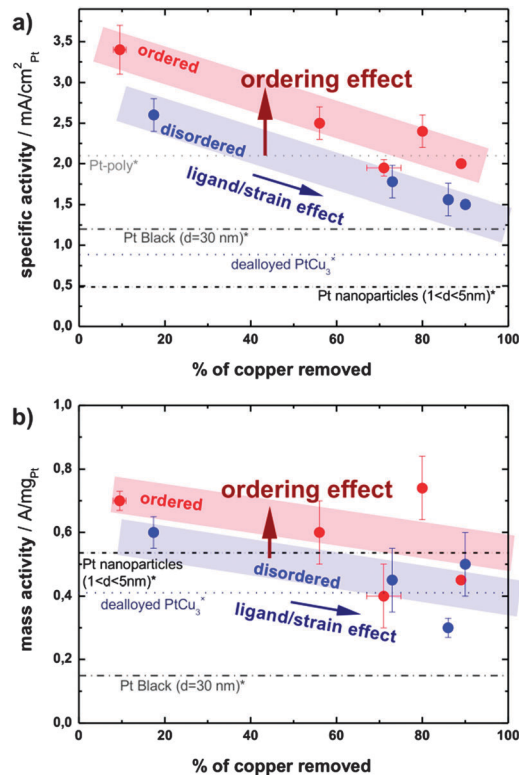 a)
3,5
3,0
2,5
2,0
1,5
1,0
0,5
0,0
specific activity / mA/cm²Pt
ordered
ordering effect
disordered
Pt-poly*
ligand/strain effect
Pt Black (d=30 nm)*
dealloyed PtCu₃*
Pt nanoparticles (1<d<5nm)*
0 20 40 60 80 100
% of copper removed
b)
1,0
0,8
0,6
0,4
0,2
0,0
mass activity / A/mgPt
ordered
ordering effect
Pt nanoparticles
(1<d<5nm)*
disordered
dealloyed PtCu₃*
ligand/strain effect
Pt Black (d=30 nm)*
0 20 40 60 80 100
% of copper removed